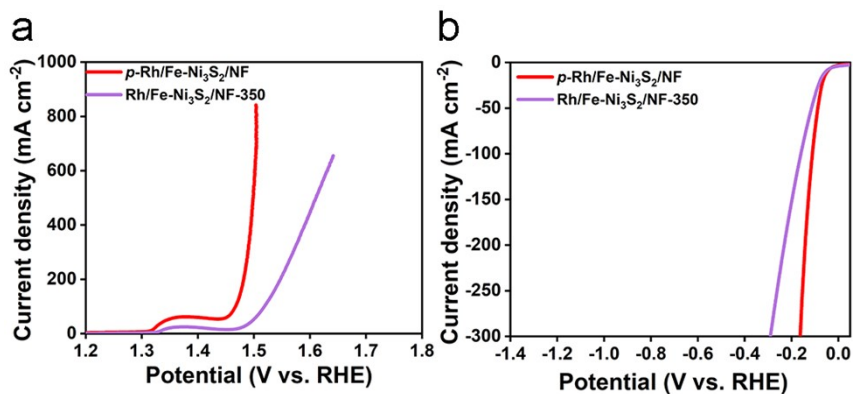 a
1000
800
600
400
200
0
Current density (mA cm⁻²)
p-Rh/Fe-Ni₃S₂/NF
Rh/Fe-Ni₃S₂/NF-350
1.2 1.3 1.4 1.5 1.6 1.7 1.8
Potential (V vs. RHE)
b
0
-50
-100
-150
-200
-250
-300
Current density (mA cm⁻²)
p-Rh/Fe-Ni₃S₂/NF
Rh/Fe-Ni₃S₂/NF-350
-1.4 -1.2 -1.0 -0.8 -0.6 -0.4 -0.2 0.0
Potential (V vs. RHE)